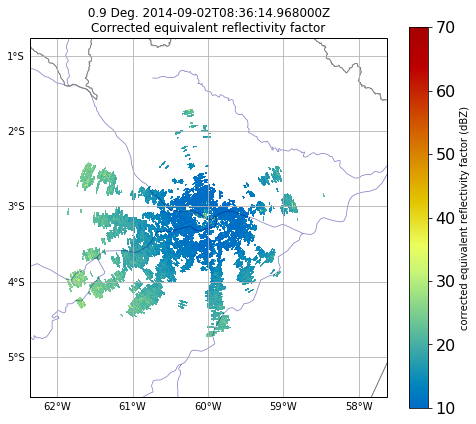 0.9 Deg. 2014-09-02T08:36:14.968000Z
Corrected equivalent reflectivity factor
1°S
2°S
3°S
4°S
5°S
62°W
61°W
60°W
59°W
58°W
70
60
50
40
30
20
10
corrected equivalent reflectivity factor (dBZ)